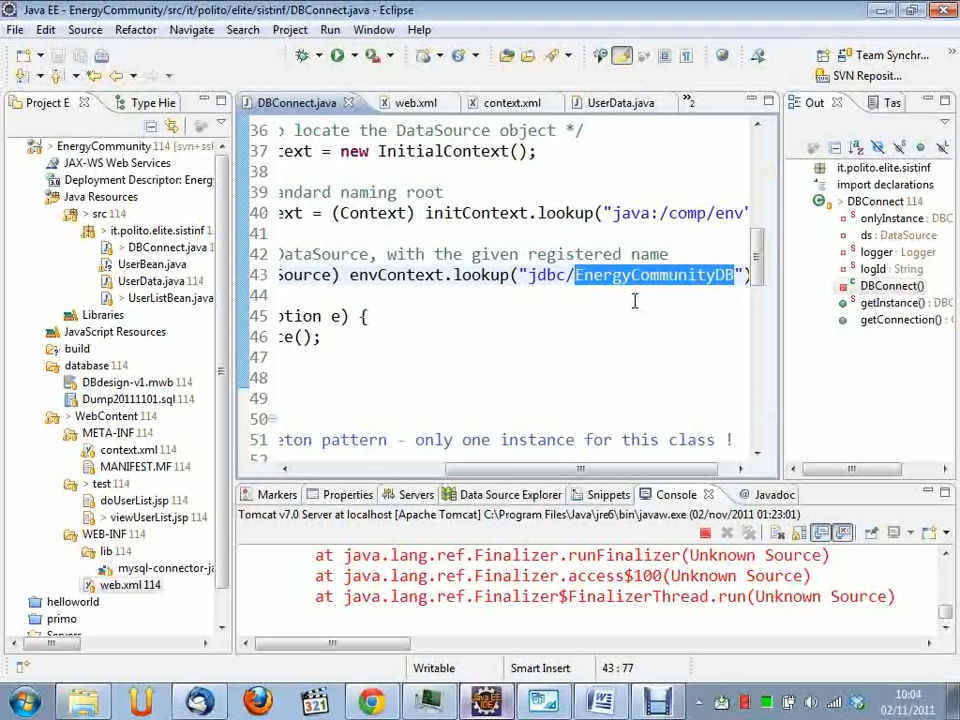 Java EE - EnergyCommunity/src/it/polito/elite/sistinf/DBConnect.java - Eclipse
File Edit Source Refactor Navigate Search Project Run Window Help
Team Synchr...
SVN Reposit...
Project E
Type Hie
DBConnect.java
web.xml
context.xml
UserData.java
»2
Out
Tas
EnergyCommunity 114 [svn+ssl
JAX-WS Web Services
Deployment Descriptor: Energ
Java Resources
src 114
it.polito.elite.sistinf
DBConnect.java
UserBean.java
UserData.java 114
UserListBean.java
Libraries
JavaScript Resources
build
database 114
DBdesign-v1.mwb 114
Dump20111101.sql 114
WebContent 114
META-INF
context.xml 114
MANIFEST.MF
test
doUserList.jsp
viewUserList.jsp
WEB-INF
lib
mysql-connector-ja
web.xml 114
helloworld
primo
Servers
36 o locate the DataSource object */
37 text = new InitialContext();
38
39 andard naming root
40 ext = (Context) initContext.lookup("java:/comp/env"
41
42 DataSource, with the given registered name
43 Source) envContext.lookup("jdbc/EnergyCommunityDB")
44
45 ption e) {
46 ce();
47
48
49
50
51 eton pattern - only one instance for this class !
52
it.polito.elite.sistinf
import declarations
DBConnect 114
onlyInstance : DBC
ds : DataSource
logger : Logger
logId : String
DBConnect()
getInstance() : DBC
getConnection() : C
Markers Properties Servers Data Source Explorer Snippets Console Javadoc
Tomcat v7.0 Server at localhost [Apache Tomcat] C:\Program Files\Java\jre6\bin\javaw.exe (02/nov/2011 01:23:01)
at java.lang.ref.Finalizer.runFinalizer(Unknown Source)
at java.lang.ref.Finalizer.access$100(Unknown Source)
at java.lang.ref.Finalizer$FinalizerThread.run(Unknown Source)
Writable Smart Insert 43 : 77
321
10:04
02/11/2011